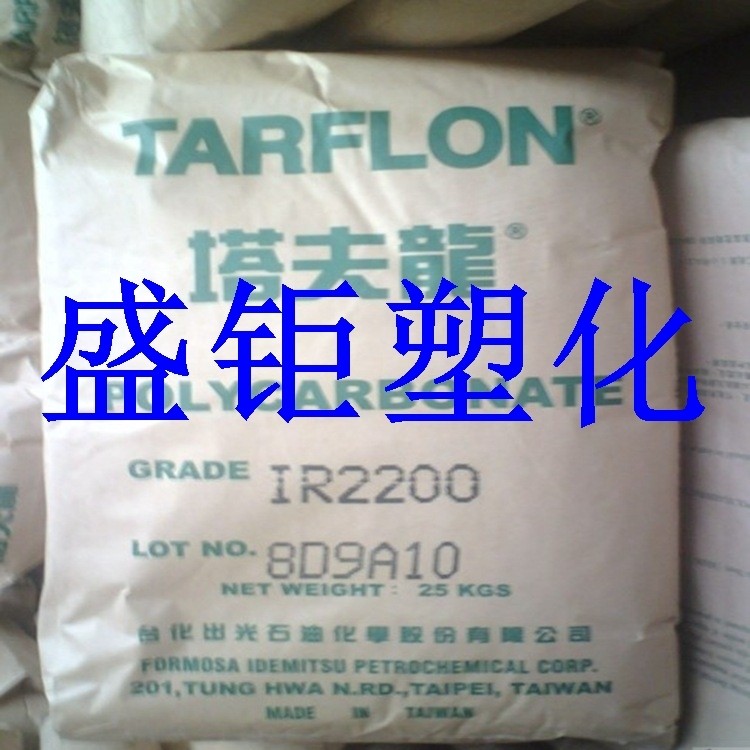 TARFLON®
塔夫龍®
盛钜塑化
POLYCARBONATE
GRADE IR2200
LOT NO. 8D9A10
NET WEIGHT: 25 KGS
台化出光石油化學股份有限公司
FORMOSA IDEMITSU PETROCHEMICAL CORP.
201,TUNG HWA N.RD.,TAIPEI, TAIWAN
MADE IN TAIWAN